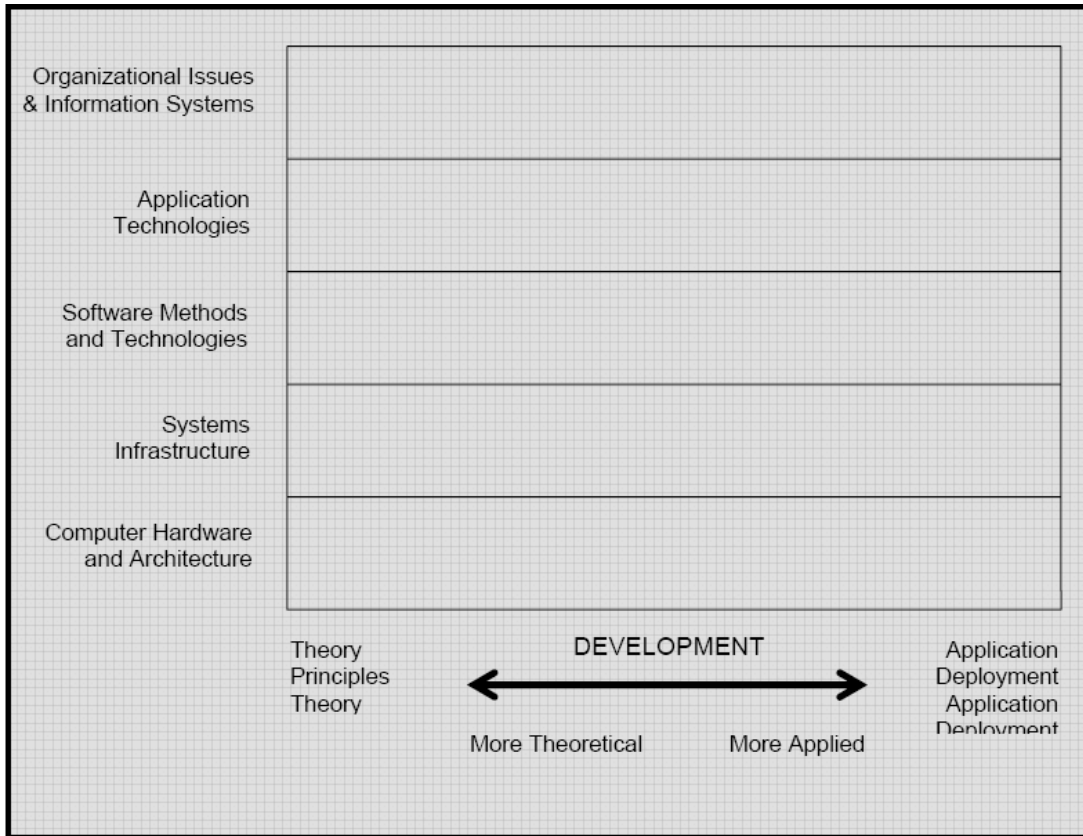 Organizational Issues
& Information Systems
Application
Technologies
Software Methods
and Technologies
Systems
Infrastructure
Computer Hardware
and Architecture
Theory
Principles
Theory
DEVELOPMENT
More Theoretical
More Applied
Application
Deployment
Application
Deployment